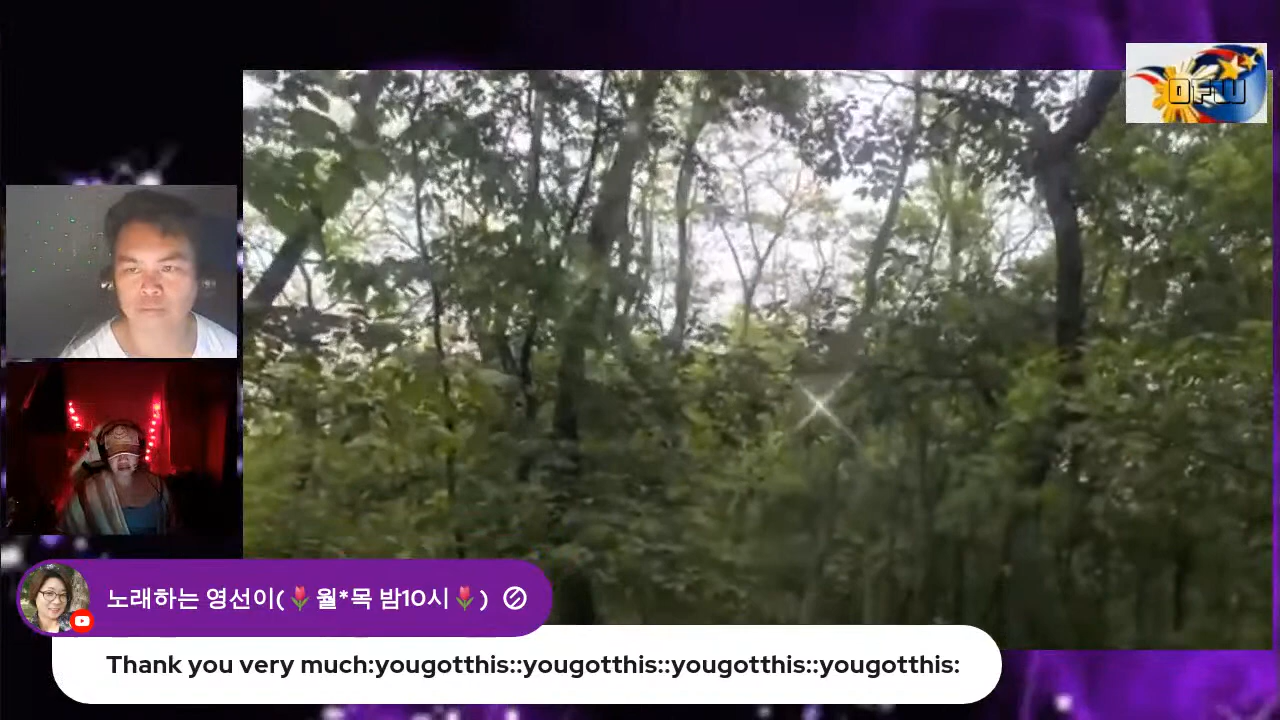 OFW
노래하는 영선이(🌷월*목 밤10시🌷)
Thank you very much:yougotthis::yougotthis::yougotthis::yougotthis: